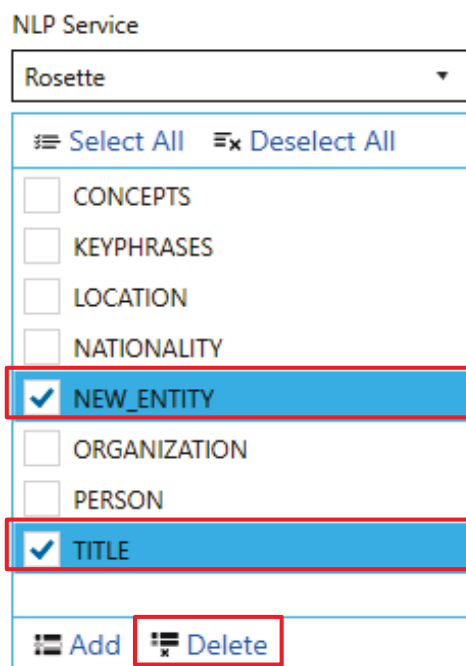 NLP Service
Rosette
Select All Deselect All
CONCEPTS
KEYPHRASES
LOCATION
NATIONALITY
NEW_ENTITY
ORGANIZATION
PERSON
TITLE
Add Delete